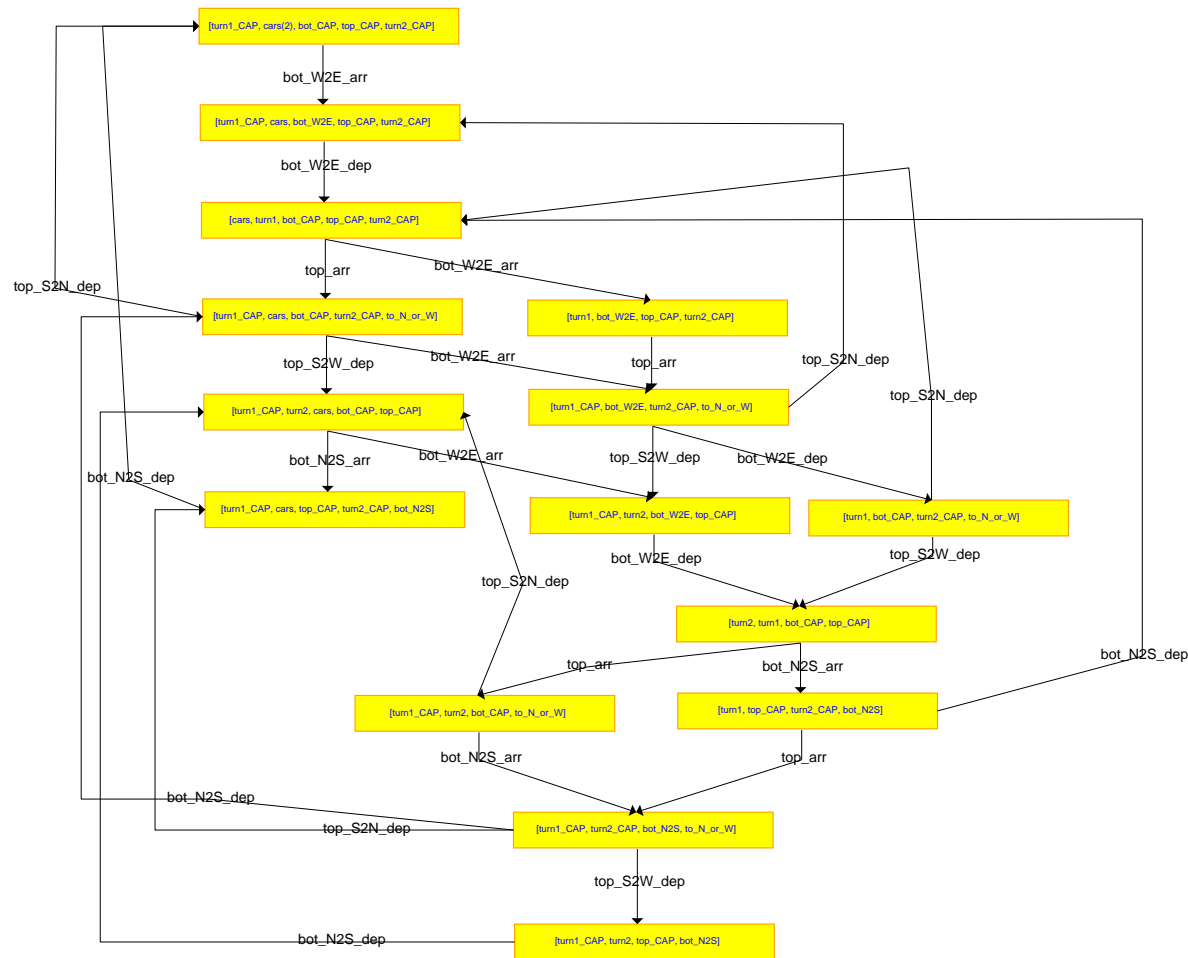 [turn1_CAP, cars(2), bot_CAP, top_CAP, turn2_CAP]
bot_W2E_arr
[turn1_CAP, cars, bot_W2E, top_CAP, turn2_CAP]
bot_W2E_dep
[cars, turn1, bot_CAP, top_CAP, turn2_CAP]
top_arr
bot_W2E_arr
top_S2N_dep
[turn1_CAP, cars, bot_CAP, turn2_CAP, to_N_or_W]
[turn1, bot_W2E, top_CAP, turn2_CAP]
top_S2W_dep
bot_W2E_arr
top_arr
top_S2N_dep
[turn1_CAP, turn2, cars, bot_CAP, top_CAP]
[turn1_CAP, bot_W2E, turn2_CAP, to_N_or_W]
top_S2N_dep
bot_N2S_arr
bot_W2E_arr
top_S2W_dep
bot_W2E_dep
bot_N2S_dep
[turn1_CAP, cars, top_CAP, turn2_CAP, bot_N2S]
[turn1_CAP, turn2, bot_W2E, top_CAP]
[turn1, bot_CAP, turn2_CAP, to_N_or_W]
bot_W2E_dep
top_S2W_dep
top_S2N_dep
[turn2, turn1, bot_CAP, top_CAP]
top_arr
bot_N2S_arr
bot_N2S_dep
[turn1_CAP, turn2, bot_CAP, to_N_or_W]
[turn1, top_CAP, turn2_CAP, bot_N2S]
bot_N2S_arr
top_arr
bot_N2S_dep
top_S2N_dep
[turn1_CAP, turn2_CAP, bot_N2S, to_N_or_W]
top_S2W_dep
bot_N2S_dep
[turn1_CAP, turn2, top_CAP, bot_N2S]